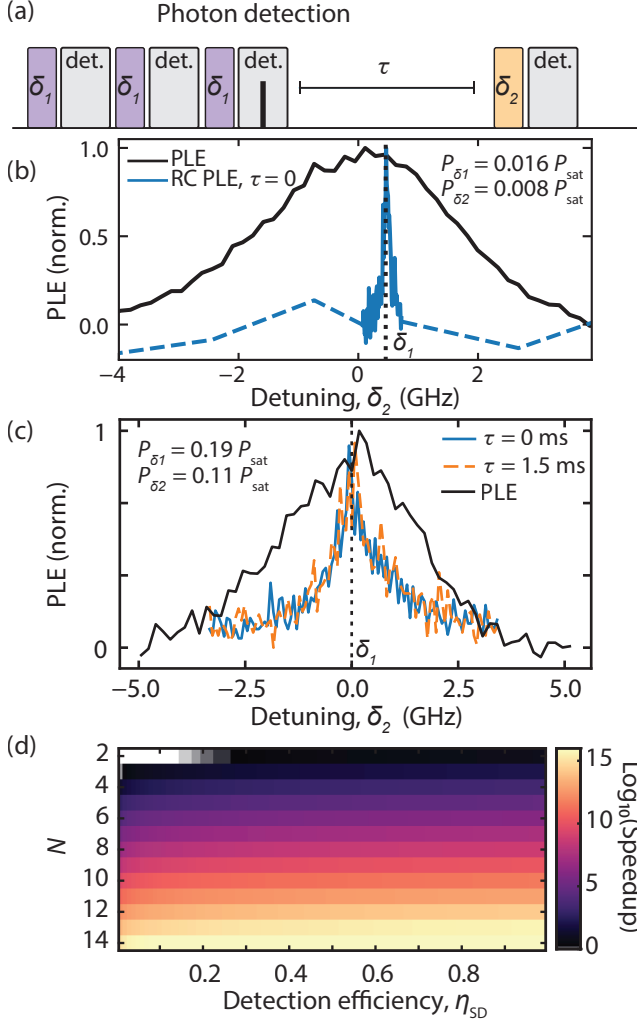 (a)
Photon detection
δ1 det. δ1 det. δ1 det. τ δ2 det.
(b)
1.0
0.5
0.0
PLE (norm.)
PLE
RC PLE, τ = 0
Pδ1 = 0.016 Psat
Pδ2 = 0.008 Psat
δ1
−4 −2 0 2
Detuning, δ2 (GHz)
(c)
1
0
PLE (norm.)
Pδ1 = 0.19 Psat
Pδ2 = 0.11 Psat
τ = 0 ms
τ = 1.5 ms
PLE
δ1
−5.0 −2.5 0.0 2.5 5.0
Detuning, δ2 (GHz)
(d)
2
4
6
8
10
12
14
N
0.2 0.4 0.6 0.8
Detection efficiency, ηSD
15
10
5
0
Log10(Speedup)